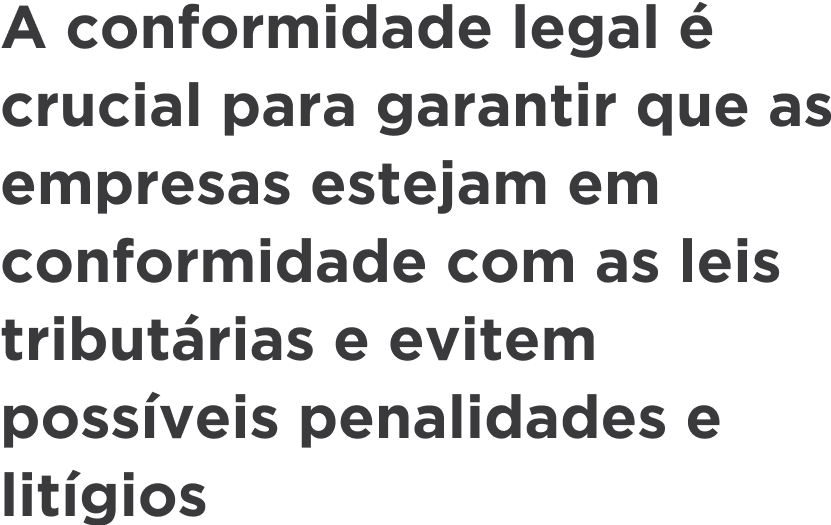 A conformidade legal é
crucial para garantir que as
empresas estejam em
conformidade com as leis
tributárias e evitem
possíveis penalidades e
litígios